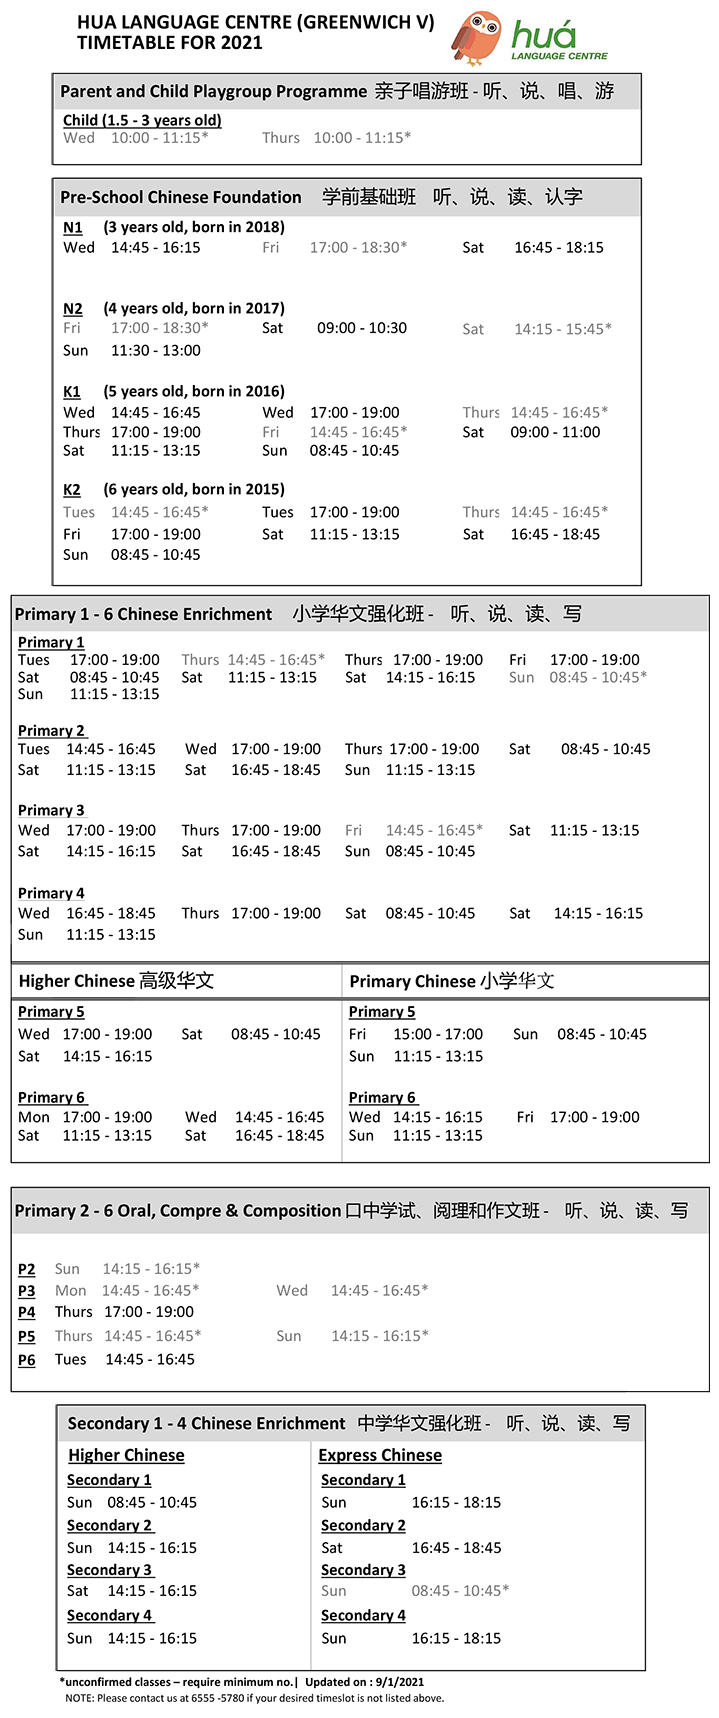 HUA LANGUAGE CENTRE (GREENWICH V)
TIMETABLE FOR 2021
huá
LANGUAGE CENTRE
Parent and Child Playgroup Programme 亲子唱游班 - 听、说、唱、游
Child (1.5 - 3 years old)
Wed 10:00 - 11:15* Thurs 10:00 - 11:15*
Pre-School Chinese Foundation 学前基础班 听、说、读、认字
N1 (3 years old, born in 2018)
Wed 14:45 - 16:15 Fri 17:00 - 18:30* Sat 16:45 - 18:15
N2 (4 years old, born in 2017)
Fri 17:00 - 18:30* Sat 09:00 - 10:30 Sat 14:15 - 15:45*
Sun 11:30 - 13:00
K1 (5 years old, born in 2016)
Wed 14:45 - 16:45 Wed 17:00 - 19:00 Thurs 14:45 - 16:45*
Thurs 17:00 - 19:00 Fri 14:45 - 16:45* Sat 09:00 - 11:00
Sat 11:15 - 13:15 Sun 08:45 - 10:45
K2 (6 years old, born in 2015)
Tues 14:45 - 16:45* Tues 17:00 - 19:00 Thurs 14:45 - 16:45*
Fri 17:00 - 19:00 Sat 11:15 - 13:15 Sat 16:45 - 18:45
Sun 08:45 - 10:45
Primary 1 - 6 Chinese Enrichment 小学华文强化班 - 听、说、读、写
Primary 1
Tues 17:00 - 19:00 Thurs 14:45 - 16:45* Thurs 17:00 - 19:00 Fri 17:00 - 19:00
Sat 08:45 - 10:45 Sat 11:15 - 13:15 Sat 14:15 - 16:15 Sun 08:45 - 10:45*
Sun 11:15 - 13:15
Primary 2
Tues 14:45 - 16:45 Wed 17:00 - 19:00 Thurs 17:00 - 19:00 Sat 08:45 - 10:45
Sat 11:15 - 13:15 Sat 16:45 - 18:45 Sun 11:15 - 13:15
Primary 3
Wed 17:00 - 19:00 Thurs 17:00 - 19:00 Fri 14:45 - 16:45* Sat 11:15 - 13:15
Sat 14:15 - 16:15 Sat 16:45 - 18:45 Sun 08:45 - 10:45
Primary 4
Wed 16:45 - 18:45 Thurs 17:00 - 19:00 Sat 08:45 - 10:45 Sat 14:15 - 16:15
Sun 11:15 - 13:15
Higher Chinese 高级华文 Primary Chinese 小学华文
Primary 5 Primary 5
Wed 17:00 - 19:00 Sat 08:45 - 10:45 Fri 15:00 - 17:00 Sun 08:45 - 10:45
Sat 14:15 - 16:15 Sun 11:15 - 13:15
Primary 6 Primary 6
Mon 17:00 - 19:00 Wed 14:45 - 16:45 Wed 14:15 - 16:15 Fri 17:00 - 19:00
Sat 11:15 - 13:15 Sat 16:45 - 18:45 Sun 11:15 - 13:15
Primary 2 - 6 Oral, Compre & Composition 口中学试、阅理和作文班 - 听、说、读、写
P2 Sun 14:15 - 16:15*
P3 Mon 14:45 - 16:45* Wed 14:45 - 16:45*
P4 Thurs 17:00 - 19:00
P5 Thurs 14:45 - 16:45* Sun 14:15 - 16:15*
P6 Tues 14:45 - 16:45
Secondary 1 - 4 Chinese Enrichment 中学华文强化班 - 听、说、读、写
Higher Chinese Express Chinese
Secondary 1 Secondary 1
Sun 08:45 - 10:45 Sun 16:15 - 18:15
Secondary 2 Secondary 2
Sun 14:15 - 16:15 Sat 16:45 - 18:45
Secondary 3 Secondary 3
Sat 14:15 - 16:15 Sun 08:45 - 10:45*
Secondary 4 Secondary 4
Sun 14:15 - 16:15 Sun 16:15 - 18:15
*unconfirmed classes – require minimum no.| Updated on : 9/1/2021
NOTE: Please contact us at 6555 -5780 if your desired timeslot is not listed above.